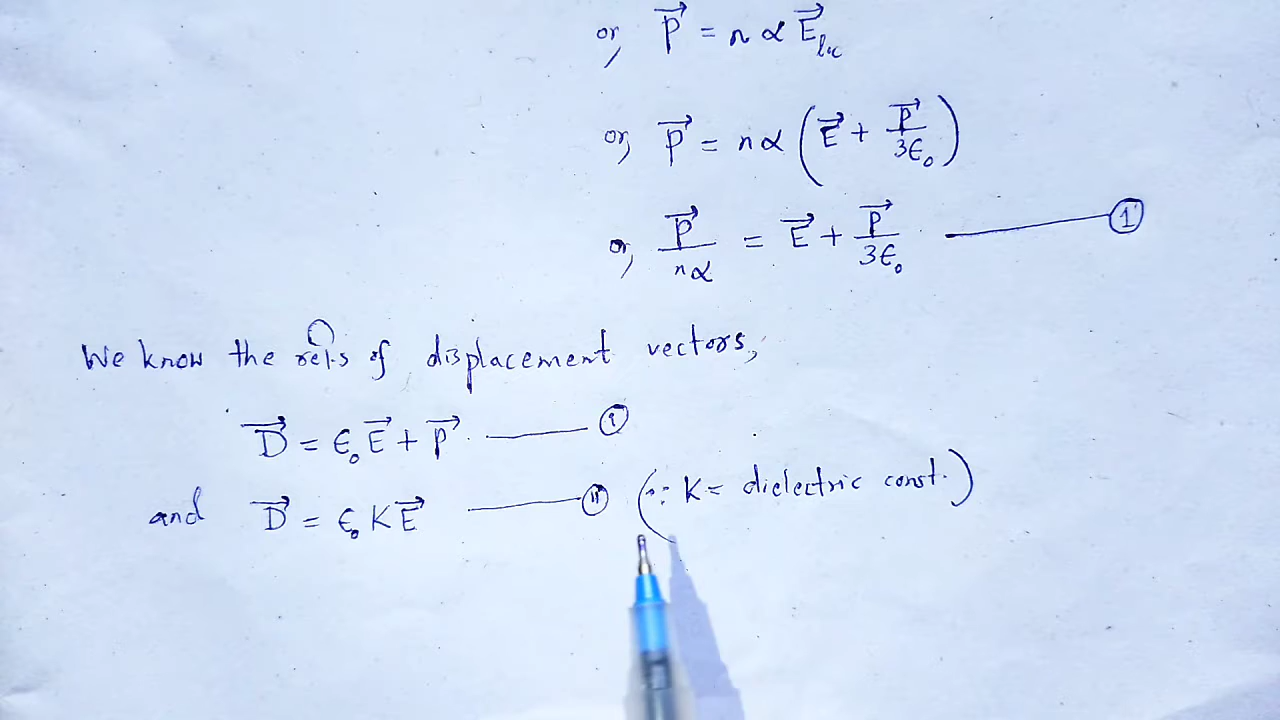 or, P⃗ = n α E⃗loc
or, P⃗ = nα (E⃗ + P⃗/3ϵ₀)
or, P⃗/nα = E⃗ + P⃗/3ϵ₀ —— ①
We know the reln.s of displacement vectors,
D⃗ = ϵ₀E⃗ + P⃗ —— (i)
and D⃗ = ϵ₀KE⃗ —— (ii) (∵ K = dielectric const.)